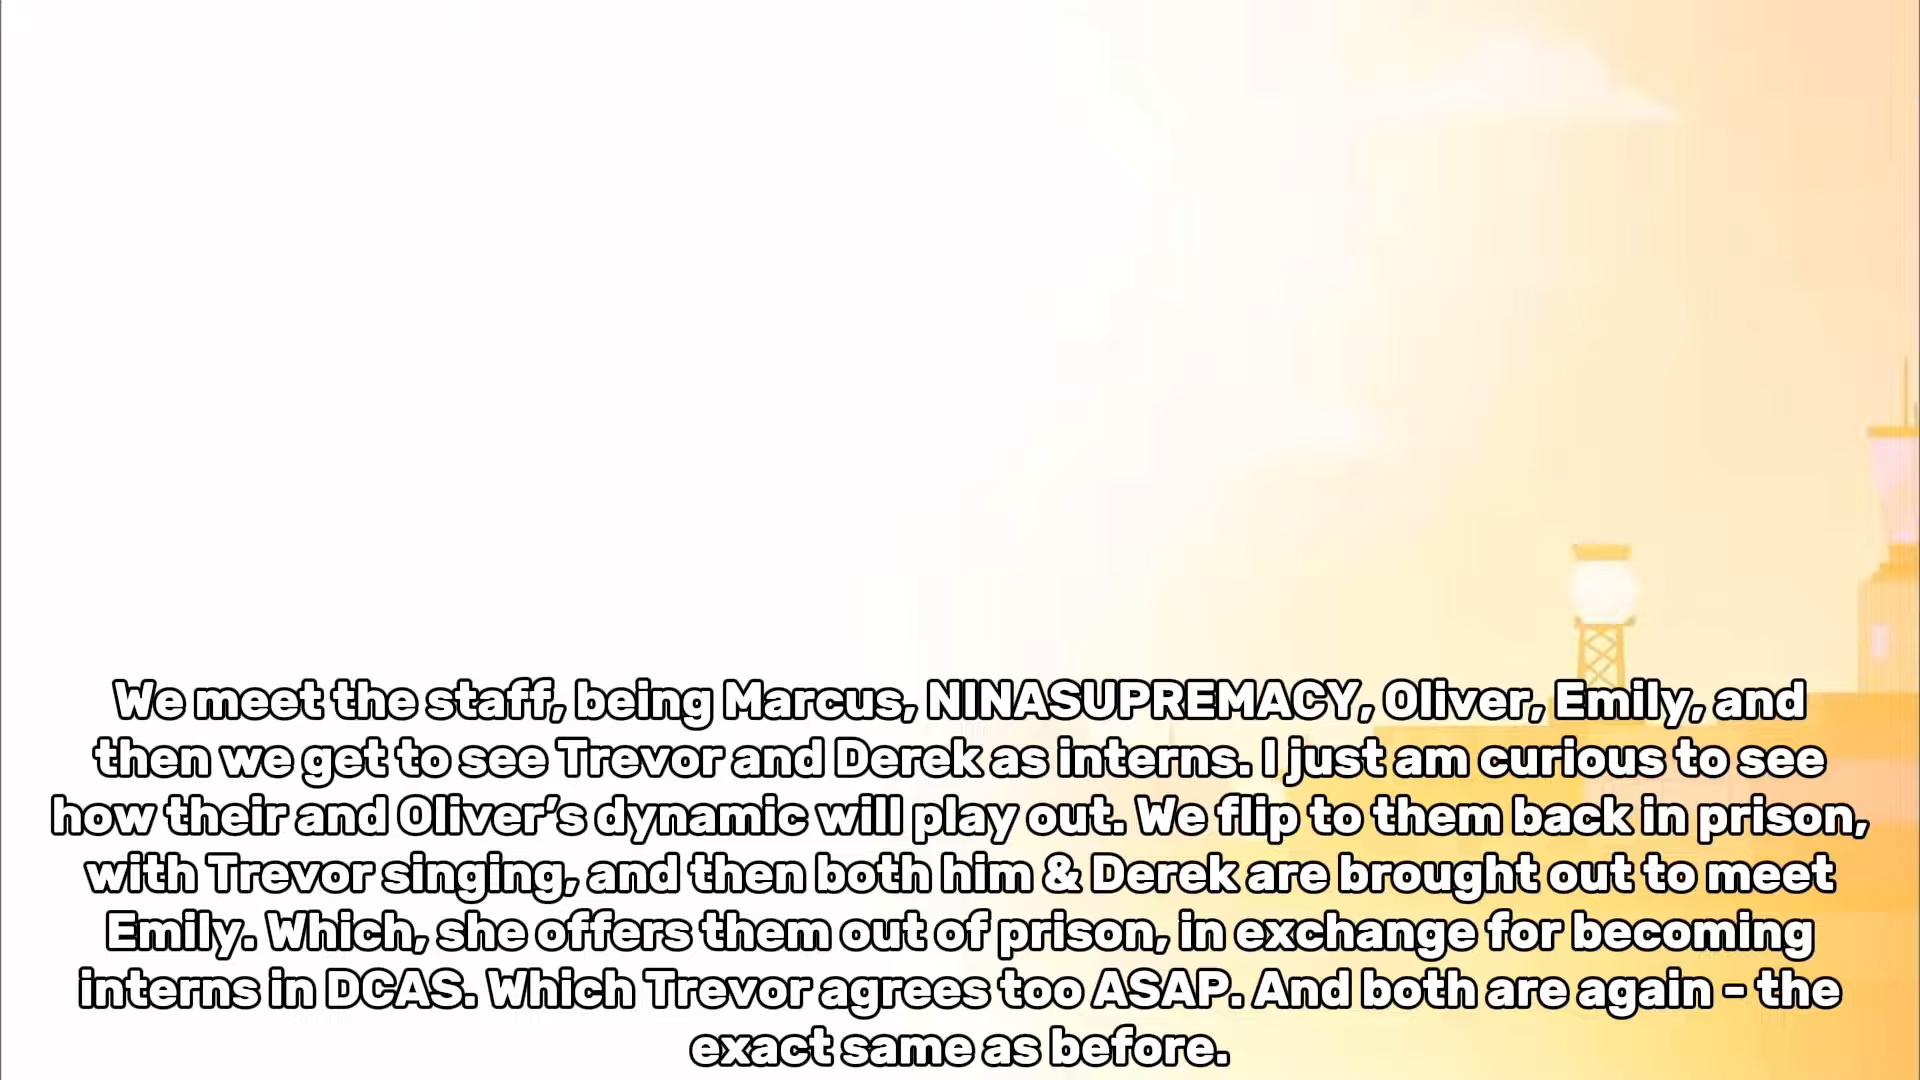 We meet the staff, being Marcus, NINASUPREMACY, Oliver, Emily, and
then we get to see Trevor and Derek as interns. I just am curious to see
how their and Oliver's dynamic will play out. We flip to them back in prison,
with Trevor singing, and then both him & Derek are brought out to meet
Emily. Which, she offers them out of prison, in exchange for becoming
interns in DCAS. Which Trevor agrees too ASAP. And both are again - the
exact same as before.